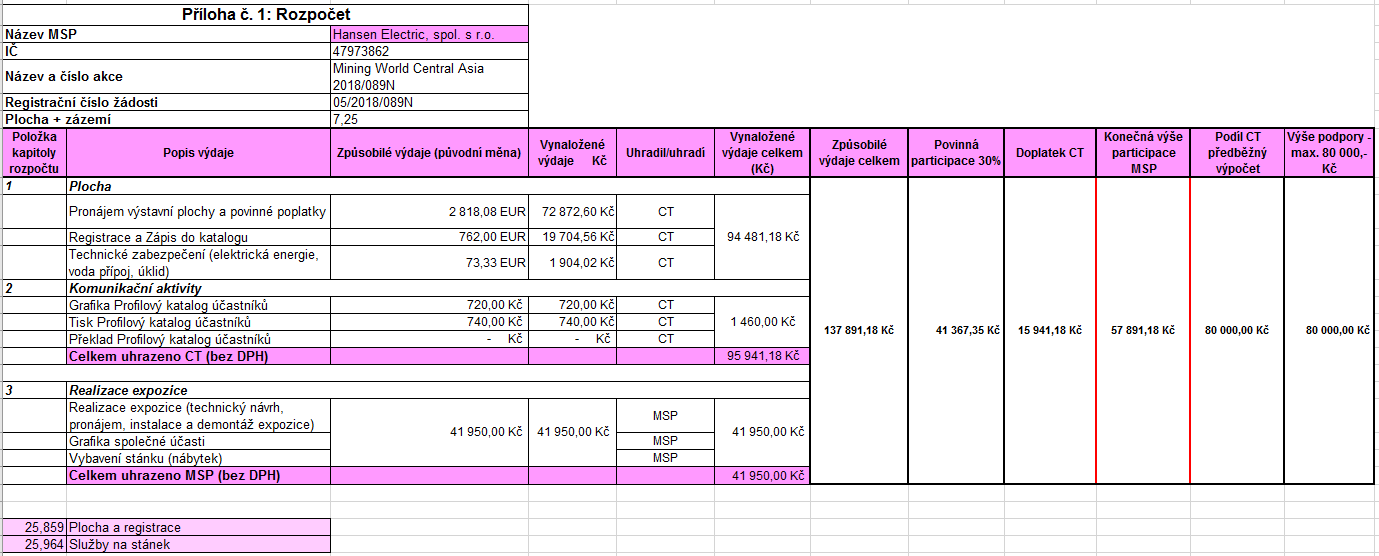 Příloha č. 1: Rozpočet
Název MSP Hansen Electric, spol. s r.o.
IČ 47973862
Název a číslo akce Mining World Central Asia
2018/089N
Registrační číslo žádosti 05/2018/089N
Plocha + zázemí 7,25
Položka kapitoly rozpočtu Popis výdaje Způsobilé výdaje (původní měna) Vynaložené výdaje Kč Uhradil/uhradí Vynaložené výdaje celkem (Kč) Způsobilé výdaje celkem Povinná participace 30% Doplatek CT Konečná výše participace MSP Podíl CT předběžný výpočet Výše podpory - max. 80 000,- Kč
1 Plocha
Pronájem výstavní plochy a povinné poplatky 2 818,08 EUR 72 872,60 Kč CT
Registrace a Zápis do katalogu 762,00 EUR 19 704,56 Kč CT 94 481,18 Kč
Technické zabezpečení (elektrická energie,
voda přípoj, úklid) 73,33 EUR 1 904,02 Kč CT
2 Komunikační aktivity
Grafika Profilový katalog účastníků 720,00 Kč 720,00 Kč CT
Tisk Profilový katalog účastníků 740,00 Kč 740,00 Kč CT 1 460,00 Kč
137 891,18 Kč 41 367,35 Kč 15 941,18 Kč 57 891,18 Kč 80 000,00 Kč 80 000,00 Kč
Překlad Profilový katalog účastníků - Kč - Kč CT
Celkem uhrazeno CT (bez DPH) 95 941,18 Kč
3 Realizace expozice
Realizace expozice (technický návrh,
pronájem, instalace a demontáž expozice) MSP
41 950,00 Kč 41 950,00 Kč 41 950,00 Kč
Grafika společné účasti MSP
Vybavení stánku (nábytek) MSP
Celkem uhrazeno MSP (bez DPH) 41 950,00 Kč
25,859 Plocha a registrace
25,964 Služby na stánek